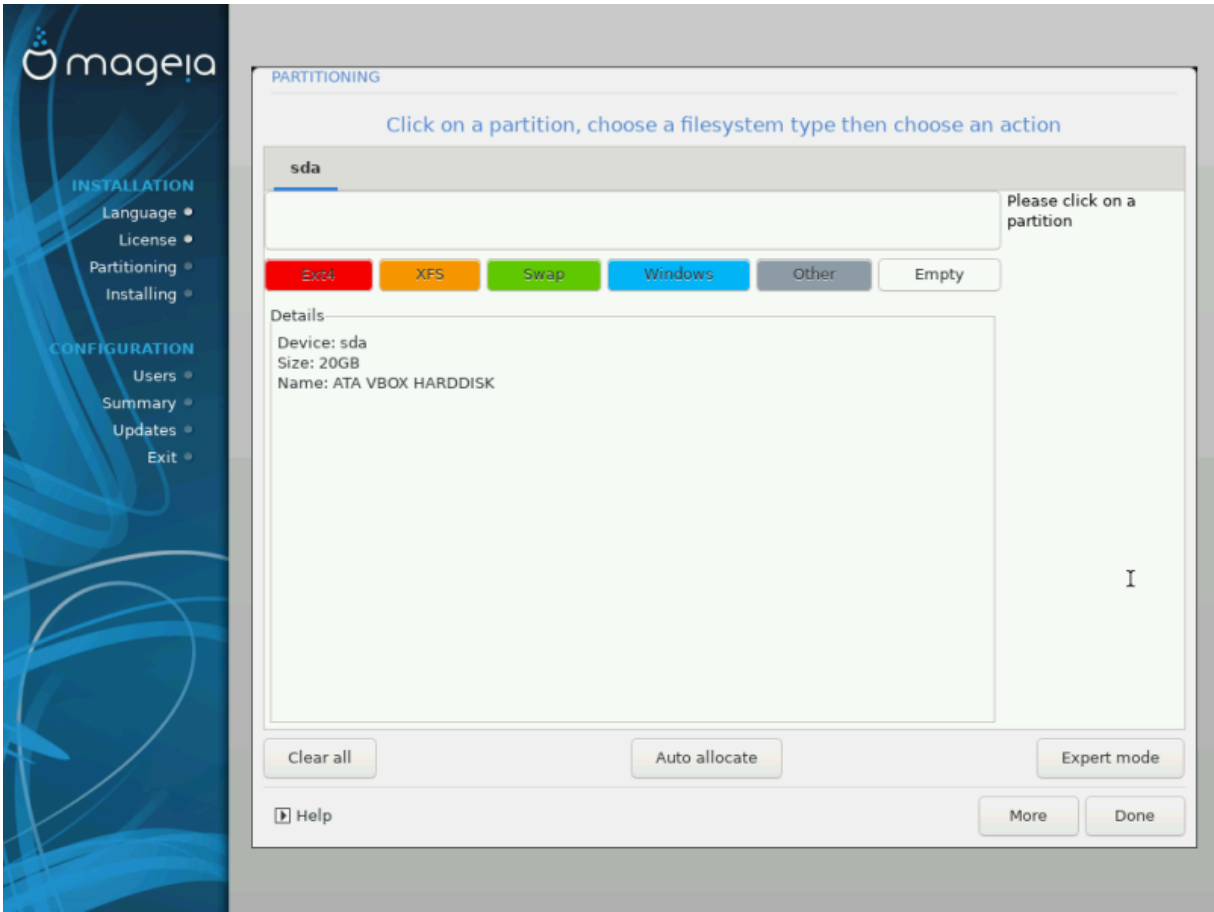 mageia
INSTALLATION
Language
License
Partitioning
Installing
CONFIGURATION
Users
Summary
Updates
Exit
PARTITIONING
Click on a partition, choose a filesystem type then choose an action
sda
Please click on a
partition
Ext4 XFS Swap Windows Other Empty
Details
Device: sda
Size: 20GB
Name: ATA VBOX HARDDISK
Clear all Auto allocate Expert mode
Help More Done